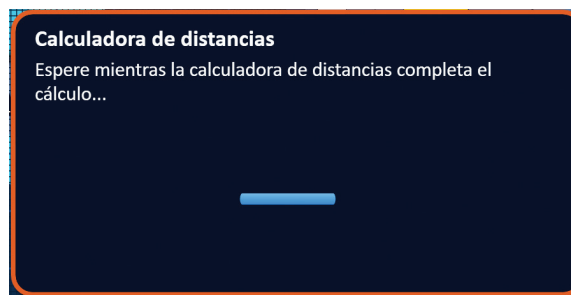 Calculadora de distancias
Espere mientras la calculadora de distancias completa el
cálculo...